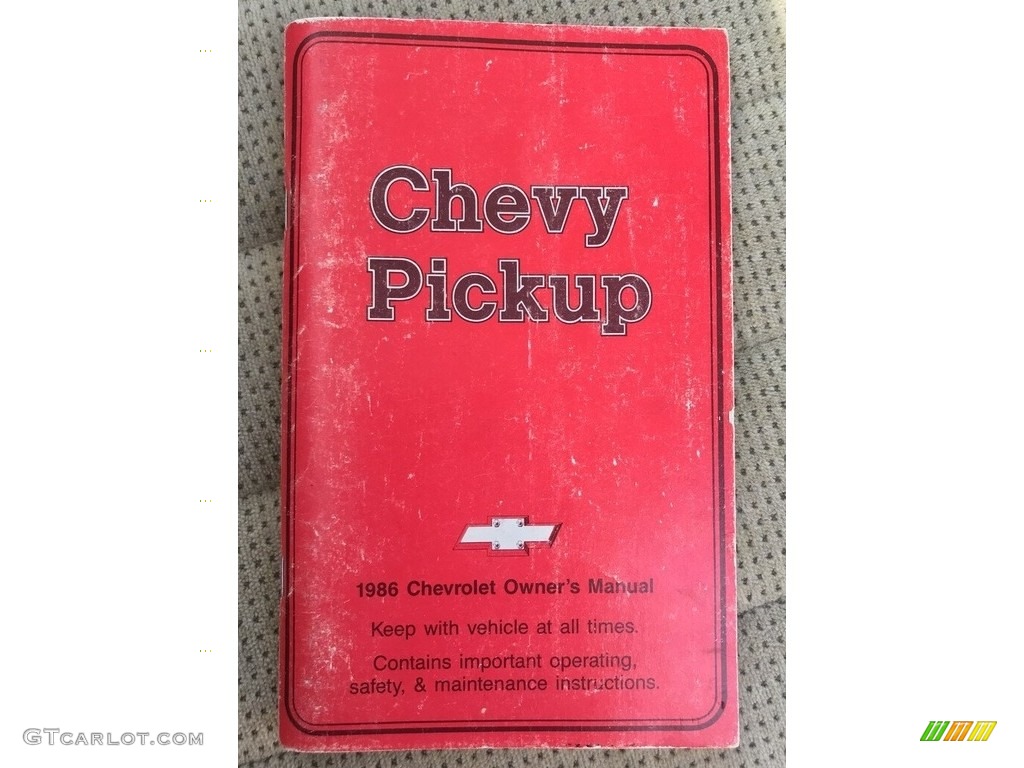 Chevy
Pickup
1986 Chevrolet Owner's Manual
Keep with vehicle at all times.
Contains important operating,
safety, & maintenance instructions.
GTCARLOT.COM